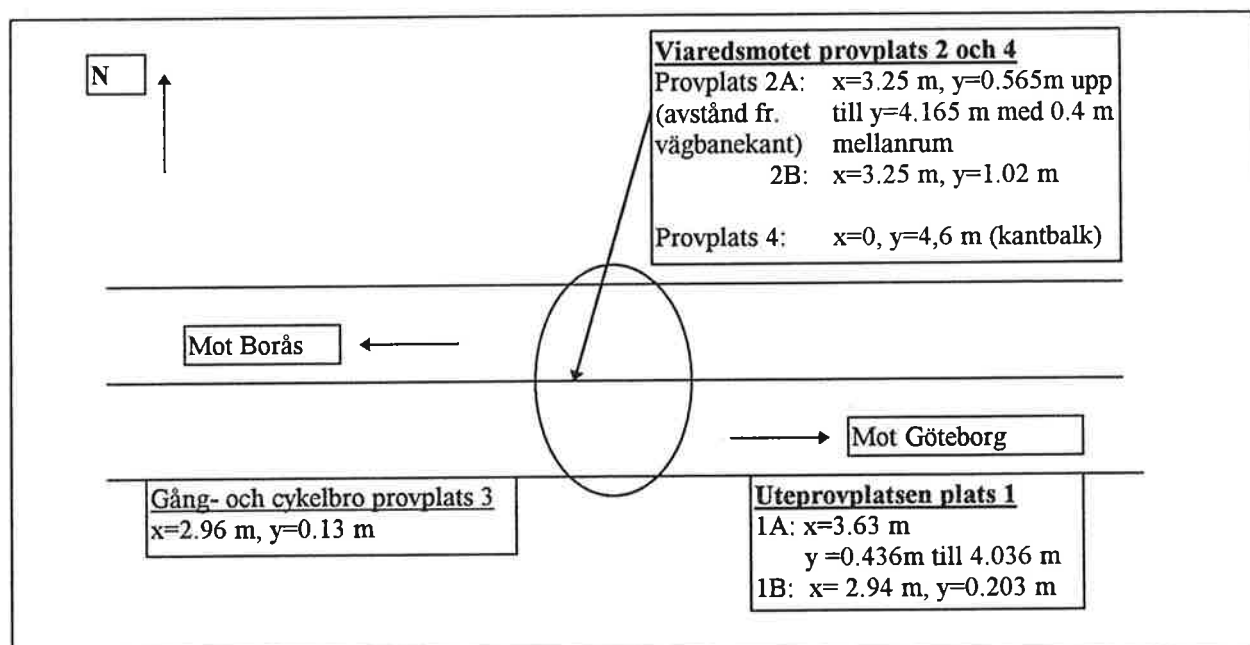 N
Viaredsmotet provplats 2 och 4
Provplats 2A: x=3.25 m, y=0.565m upp
(avstånd fr. till y=4.165 m med 0.4 m
vägbanekant) mellanrum
2B: x=3.25 m, y=1.02 m
Provplats 4: x=0, y=4,6 m (kantbalk)
Mot Borås
Mot Göteborg
Gång- och cykelbro provplats 3
x=2.96 m, y=0.13 m
Uteprovplatsen plats 1
1A: x=3.63 m
y =0.436m till 4.036 m
1B: x= 2.94 m, y=0.203 m